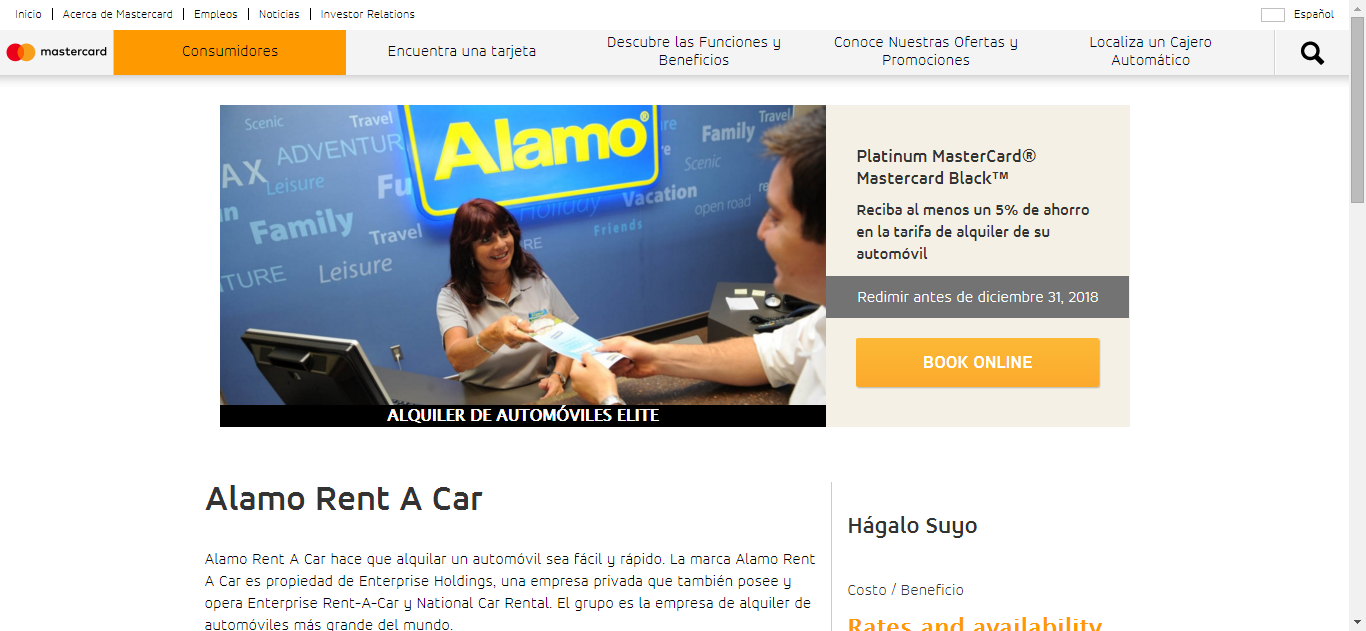 Inicio
Acerca de Mastercard
Empleos
Noticias
Investor Relations
Español
mastercard
Consumidores
Encuentra una tarjeta
Descubre las Funciones y
Beneficios
Conoce Nuestras Ofertas y
Promociones
Localiza un Cajero
Automático
Scenic
Travel
ADVENTUR
AX
Leisure
Fu
Family
Travel
TURE
Leisure
Alamo®
Family
Travel
Scenic
Vacation
open road
Holiday
Friends
Alamo
ALQUILER DE AUTOMÓVILES ELITE
Platinum MasterCard®
Mastercard Black™
Reciba al menos un 5% de ahorro
en la tarifa de alquiler de su
automóvil
Redimir antes de diciembre 31, 2018
BOOK ONLINE
Alamo Rent A Car
Alamo Rent A Car hace que alquilar un automóvil sea fácil y rápido. La marca Alamo Rent
A Car es propiedad de Enterprise Holdings, una empresa privada que también posee y
opera Enterprise Rent-A-Car y National Car Rental. El grupo es la empresa de alquiler de
automóviles más grande del mundo.
Hágalo Suyo
Costo / Beneficio
Rates and availability